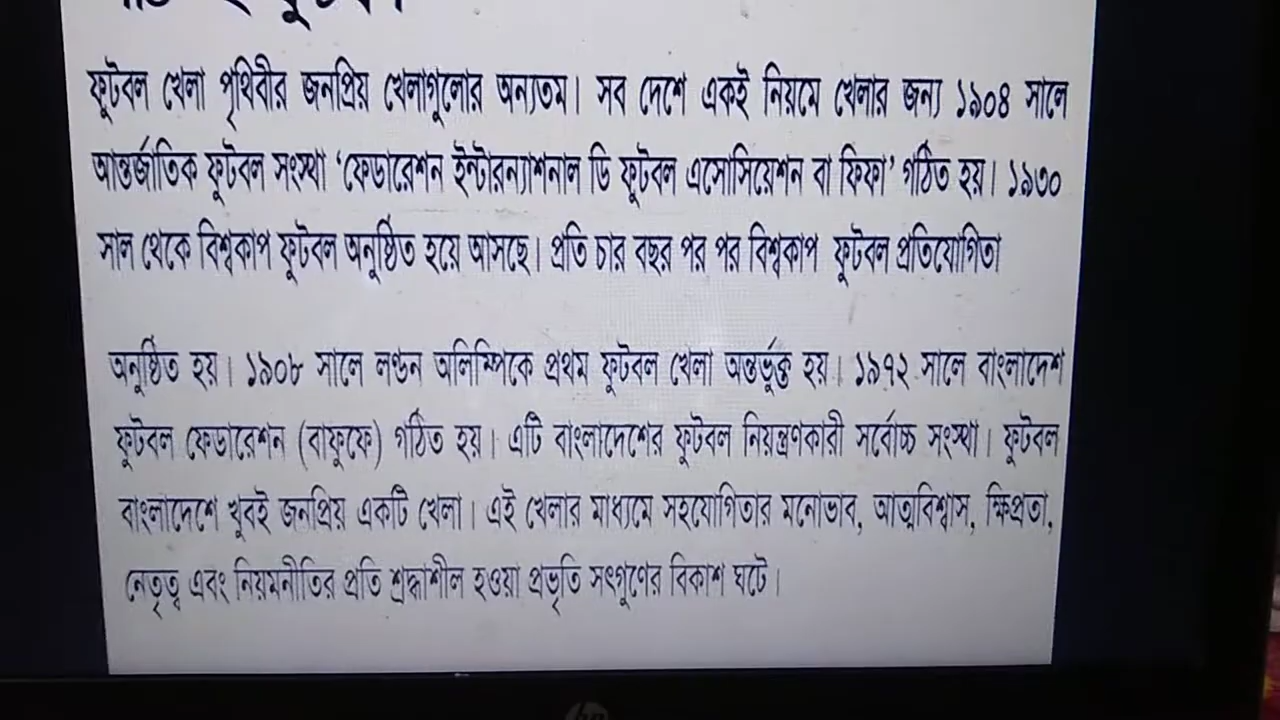 ফুটবল খেলা পৃথিবীর জনপ্রিয় খেলাগুলোর অন্যতম। সব দেশে একই নিয়মে খেলার জন্য ১৯০৪ সালে
আন্তর্জাতিক ফুটবল সংস্থা ‘ফেডারেশন ইন্টারন্যাশনাল ডি ফুটবল এসোসিয়েশন বা ফিফা’ গঠিত হয়। ১৯৩০
সাল থেকে বিশ্বকাপ ফুটবল অনুষ্ঠিত হয়ে আসছে। প্রতি চার বছর পর পর বিশ্বকাপ ফুটবল প্রতিযোগিতা
অনুষ্ঠিত হয়। ১৯০৮ সালে লণ্ডন অলিম্পিকে প্রথম ফুটবল খেলা অন্তর্ভুক্ত হয়। ১৯৭২ সালে বাংলাদেশ
ফুটবল ফেডারেশন (বাফুফে) গঠিত হয়। এটি বাংলাদেশের ফুটবল নিয়ন্ত্রণকারী সর্বোচ্চ সংস্থা। ফুটবল
বাংলাদেশে খুবই জনপ্রিয় একটি খেলা। এই খেলার মাধ্যমে সহযোগিতার মনোভাব, আত্মবিশ্বাস, ক্ষিপ্রতা,
নেতৃত্ব এবং নিয়মনীতির প্রতি শ্রদ্ধাশীল হওয়া প্রভৃতি সৎগুণের বিকাশ ঘটে।
hp